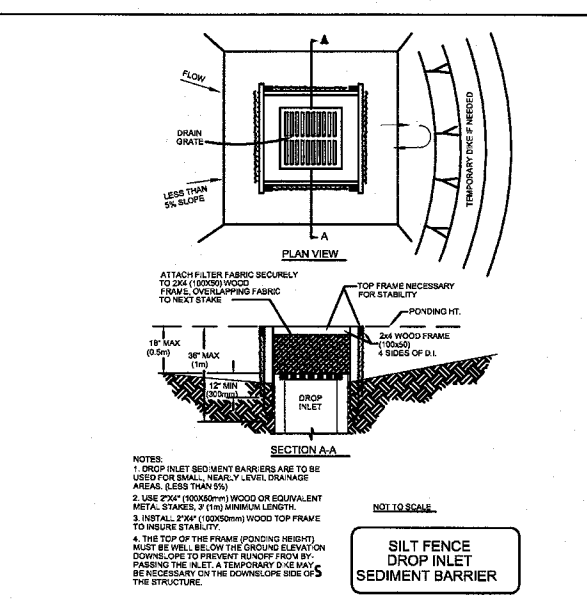 A
FLOW
DRAIN
GRATE
LESS THAN
5% SLOPE
TEMPORARY DIKE IF NEEDED
A
PLAN VIEW
ATTACH FILTER FABRIC SECURELY
TO 2X4 (100X50) WOOD
FRAME, OVERLAPPING FABRIC
TO NEXT STAKE
TOP FRAME NECESSARY
FOR STABILITY
PONDING HT.
2x4 WOOD FRAME
(100x50)
4 SIDES OF D.I.
18" MAX
(0.5m)
36" MAX
(1m)
12" MIN
(300mm)
DROP
INLET
SECTION A-A
NOTES:
1. DROP INLET SEDIMENT BARRIERS ARE TO BE
USED FOR SMALL, NEARLY LEVEL DRAINAGE
AREAS. (LESS THAN 5%)
2. USE 2"X4" (100X50mm) WOOD OR EQUIVALENT
METAL STAKES, 3' (1m) MINIMUM LENGTH.
3. INSTALL 2"X4" (100X50mm) WOOD TOP FRAME
TO INSURE STABILITY.
4. THE TOP OF THE FRAME (PONDING HEIGHT)
MUST BE WELL BELOW THE GROUND ELEVATION
DOWNSLOPE TO PREVENT RUNOFF FROM BY-
PASSING THE INLET. A TEMPORARY DIKE MAY
BE NECESSARY ON THE DOWNSLOPE SIDE OF S
THE STRUCTURE.
NOT TO SCALE
SILT FENCE
DROP INLET
SEDIMENT BARRIER